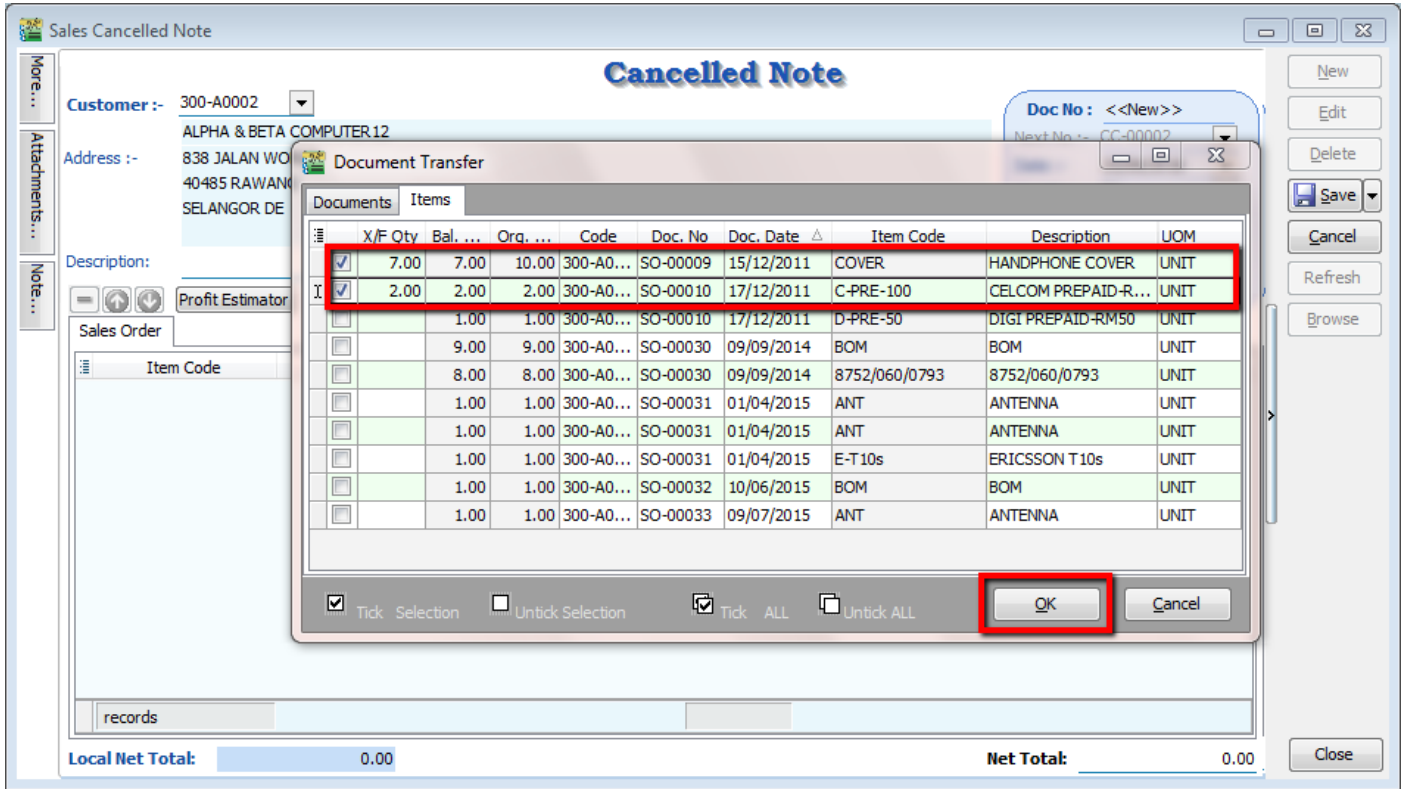 Sales Cancelled Note
More...
Attachments...
Note...
Cancelled Note
Customer :- 300-A0002
ALPHA & BETA COMPUTER 12
Address :- 838 JALAN WO
40485 RAWANG
SELANGOR DE
Description:
Doc No : <<New>>
Next No :- CC-00002
Profit Estimator
Sales Order
Item Code
records
Local Net Total: 0.00
Net Total: 0.00
New
Edit
Delete
Save
Cancel
Refresh
Browse
Close
Document Transfer
Documents Items
X/F Qty Bal. ... Org. ... Code Doc. No Doc. Date Item Code Description UOM
7.00 7.00 10.00 300-A0... SO-00009 15/12/2011 COVER HANDPHONE COVER UNIT
2.00 2.00 2.00 300-A0... SO-00010 17/12/2011 C-PRE-100 CELCOM PREPAID-R... UNIT
1.00 1.00 300-A0... SO-00010 17/12/2011 D-PRE-50 DIGI PREPAID-RM50 UNIT
9.00 9.00 300-A0... SO-00030 09/09/2014 BOM BOM UNIT
8.00 8.00 300-A0... SO-00030 09/09/2014 8752/060/0793 8752/060/0793 UNIT
1.00 1.00 300-A0... SO-00031 01/04/2015 ANT ANTENNA UNIT
1.00 1.00 300-A0... SO-00031 01/04/2015 ANT ANTENNA UNIT
1.00 1.00 300-A0... SO-00031 01/04/2015 E-T10s ERICSSON T10s UNIT
1.00 1.00 300-A0... SO-00032 10/06/2015 BOM BOM UNIT
1.00 1.00 300-A0... SO-00033 09/07/2015 ANT ANTENNA UNIT
Tick Selection Untick Selection Tick ALL Untick ALL OK Cancel